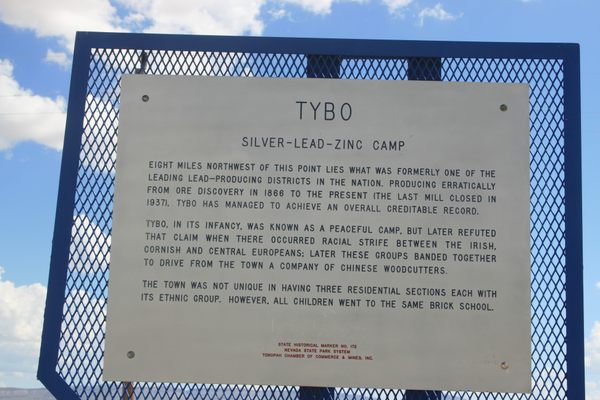 TYBO
SILVER-LEAD-ZINC CAMP
EIGHT MILES NORTHWEST OF THIS POINT LIES WHAT WAS FORMERLY ONE OF THE
LEADING LEAD-PRODUCING DISTRICTS IN THE NATION. PRODUCING ERRATICALLY
FROM ORE DISCOVERY IN 1866 TO THE PRESENT (THE LAST MILL CLOSED IN
1937), TYBO HAS MANAGED TO ACHIEVE AN OVERALL CREDITABLE RECORD.
TYBO, IN ITS INFANCY, WAS KNOWN AS A PEACEFUL CAMP, BUT LATER REFUTED
THAT CLAIM WHEN THERE OCCURRED RACIAL STRIFE BETWEEN THE IRISH,
CORNISH AND CENTRAL EUROPEANS; LATER THESE GROUPS BANDED TOGETHER
TO DRIVE FROM THE TOWN A COMPANY OF CHINESE WOODCUTTERS.
THE TOWN WAS NOT UNIQUE IN HAVING THREE RESIDENTIAL SECTIONS EACH WITH
ITS ETHNIC GROUP. HOWEVER, ALL CHILDREN WENT TO THE SAME BRICK SCHOOL.
STATE HISTORICAL MARKER NO. 172
NEVADA STATE PARK SYSTEM
TONOPAH CHAMBER OF COMMERCE & MINES, INC.